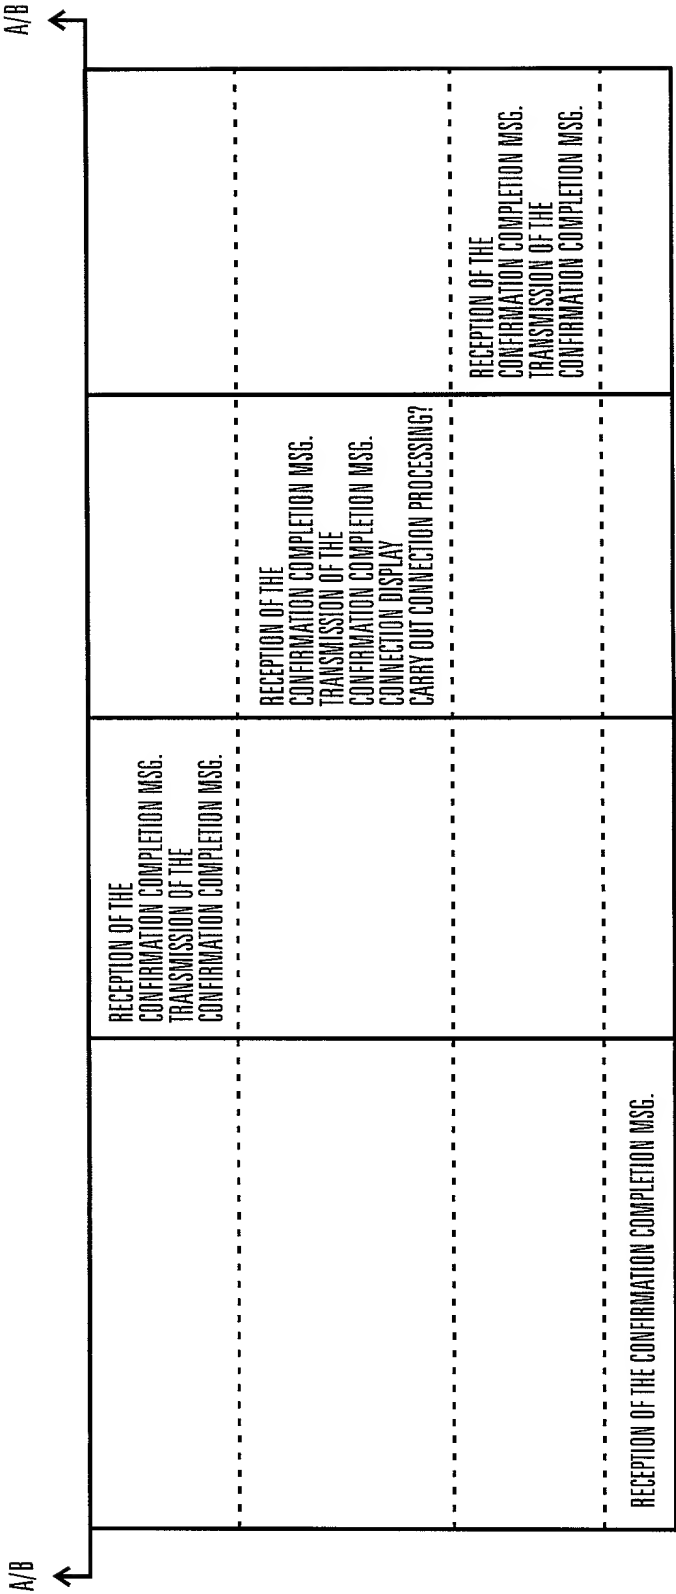 A/B
A/B
RECEPTION OF THE
CONFIRMATION COMPLETION MSG.
TRANSMISSION OF THE
CONFIRMATION COMPLETION MSG.
RECEPTION OF THE
CONFIRMATION COMPLETION MSG.
TRANSMISSION OF THE
CONFIRMATION COMPLETION MSG.
CONNECTION DISPLAY
CARRY OUT CONNECTION PROCESSING?
RECEPTION OF THE
CONFIRMATION COMPLETION MSG.
TRANSMISSION OF THE
CONFIRMATION COMPLETION MSG.
RECEPTION OF THE CONFIRMATION COMPLETION MSG.